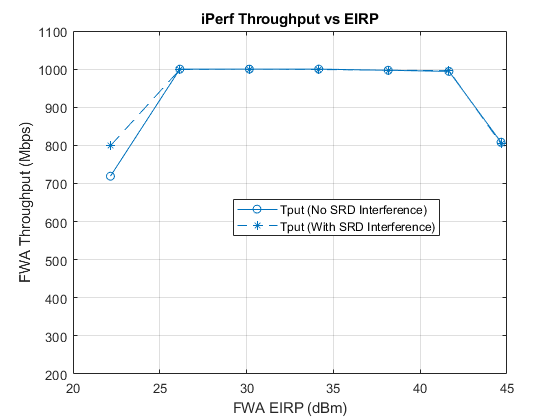 iPerf Throughput vs EIRP
FWA Throughput (Mbps)
1100
1000
900
800
700
600
500
400
300
200
Tput (No SRD Interference)
Tput (With SRD Interference)
20 25 30 35 40 45
FWA EIRP (dBm)